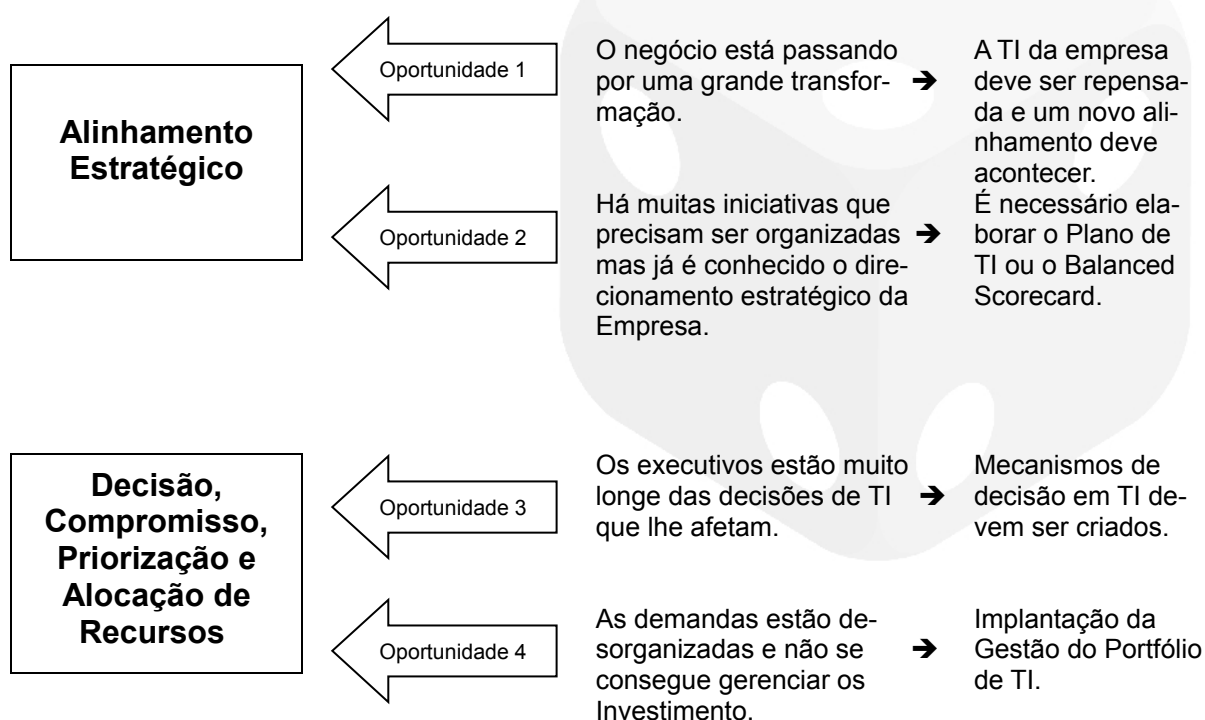 Alinhamento
Estratégico
Oportunidade 1
O negócio está passando
por uma grande transfor-
mação.
➔
A TI da empresa
deve ser repensa-
da e um novo ali-
nhamento deve
acontecer.
Oportunidade 2
Há muitas iniciativas que
precisam ser organizadas
mas já é conhecido o dire-
cionamento estratégico da
Empresa.
➔
É necessário ela-
borar o Plano de
TI ou o Balanced
Scorecard.
Decisão,
Compromisso,
Priorização e
Alocação de
Recursos
Oportunidade 3
Os executivos estão muito
longe das decisões de TI
que lhe afetam.
➔
Mecanismos de
decisão em TI de-
vem ser criados.
Oportunidade 4
As demandas estão de-
sorganizadas e não se
consegue gerenciar os
Investimento.
➔
Implantação da
Gestão do Portfólio
de TI.